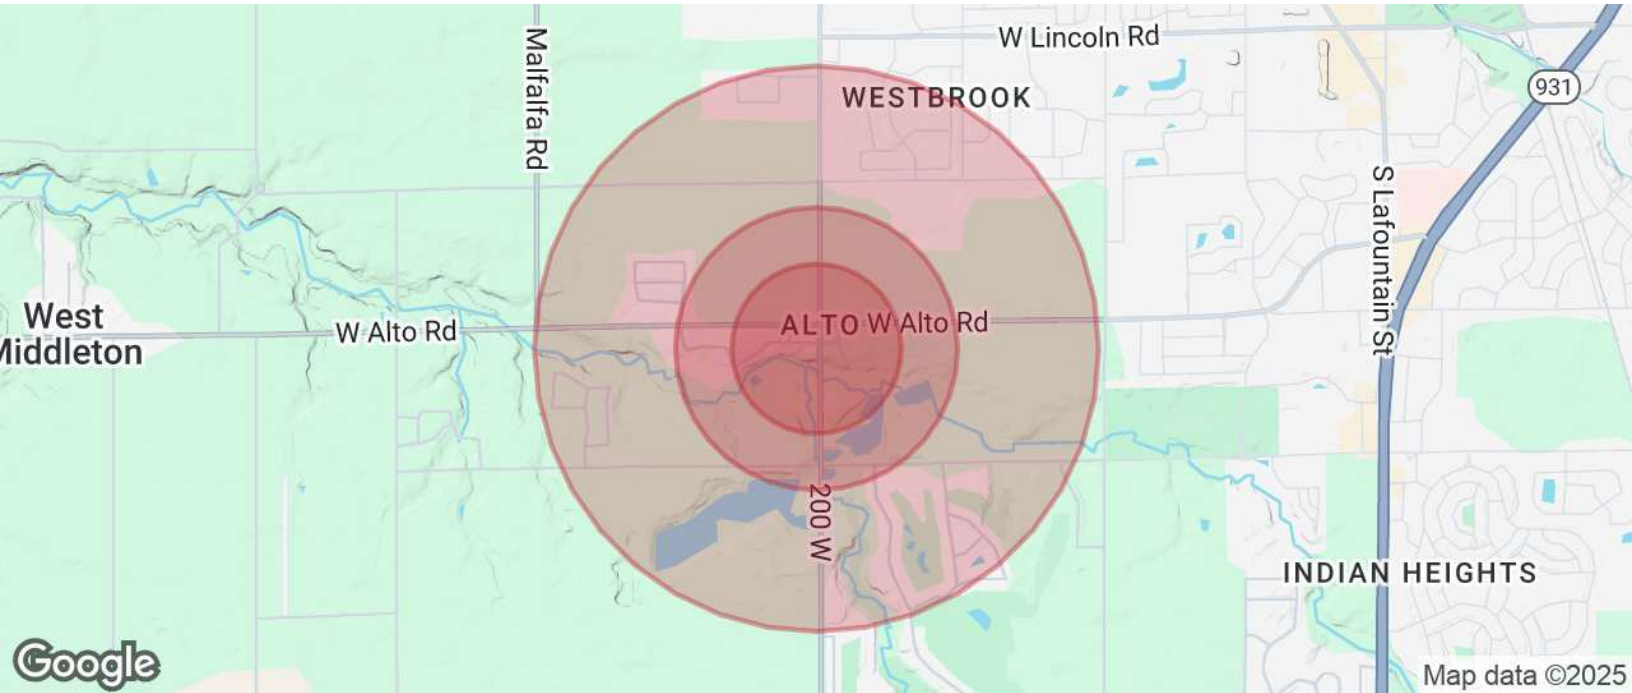 W Lincoln Rd
Malfalfa Rd
931
WESTBROOK
S Lafountain St
West
Middleton
W Alto Rd
ALTO
W Alto Rd
200 W
INDIAN HEIGHTS
Google
Map data ©2025